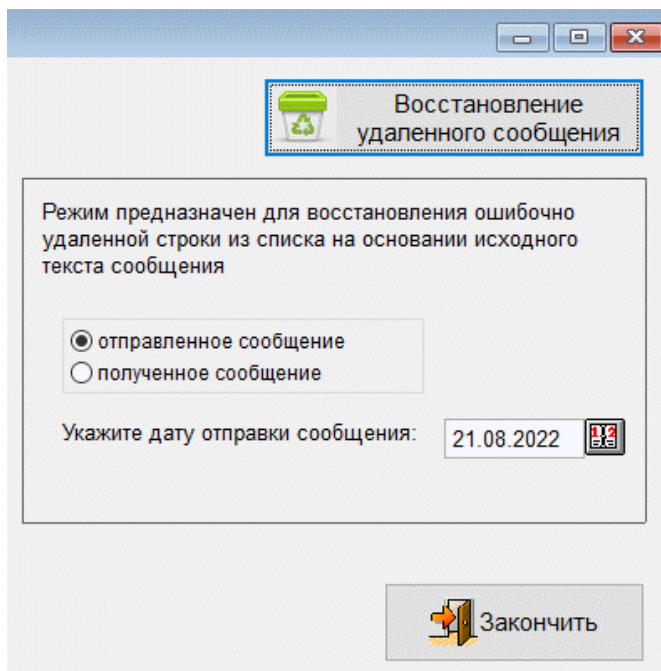 Восстановление
удаленного сообщения
Режим предназначен для восстановления ошибочно
удаленной строки из списка на основании исходного
текста сообщения
отправленное сообщение
полученное сообщение
Укажите дату отправки сообщения: 21.08.2022
Закончить